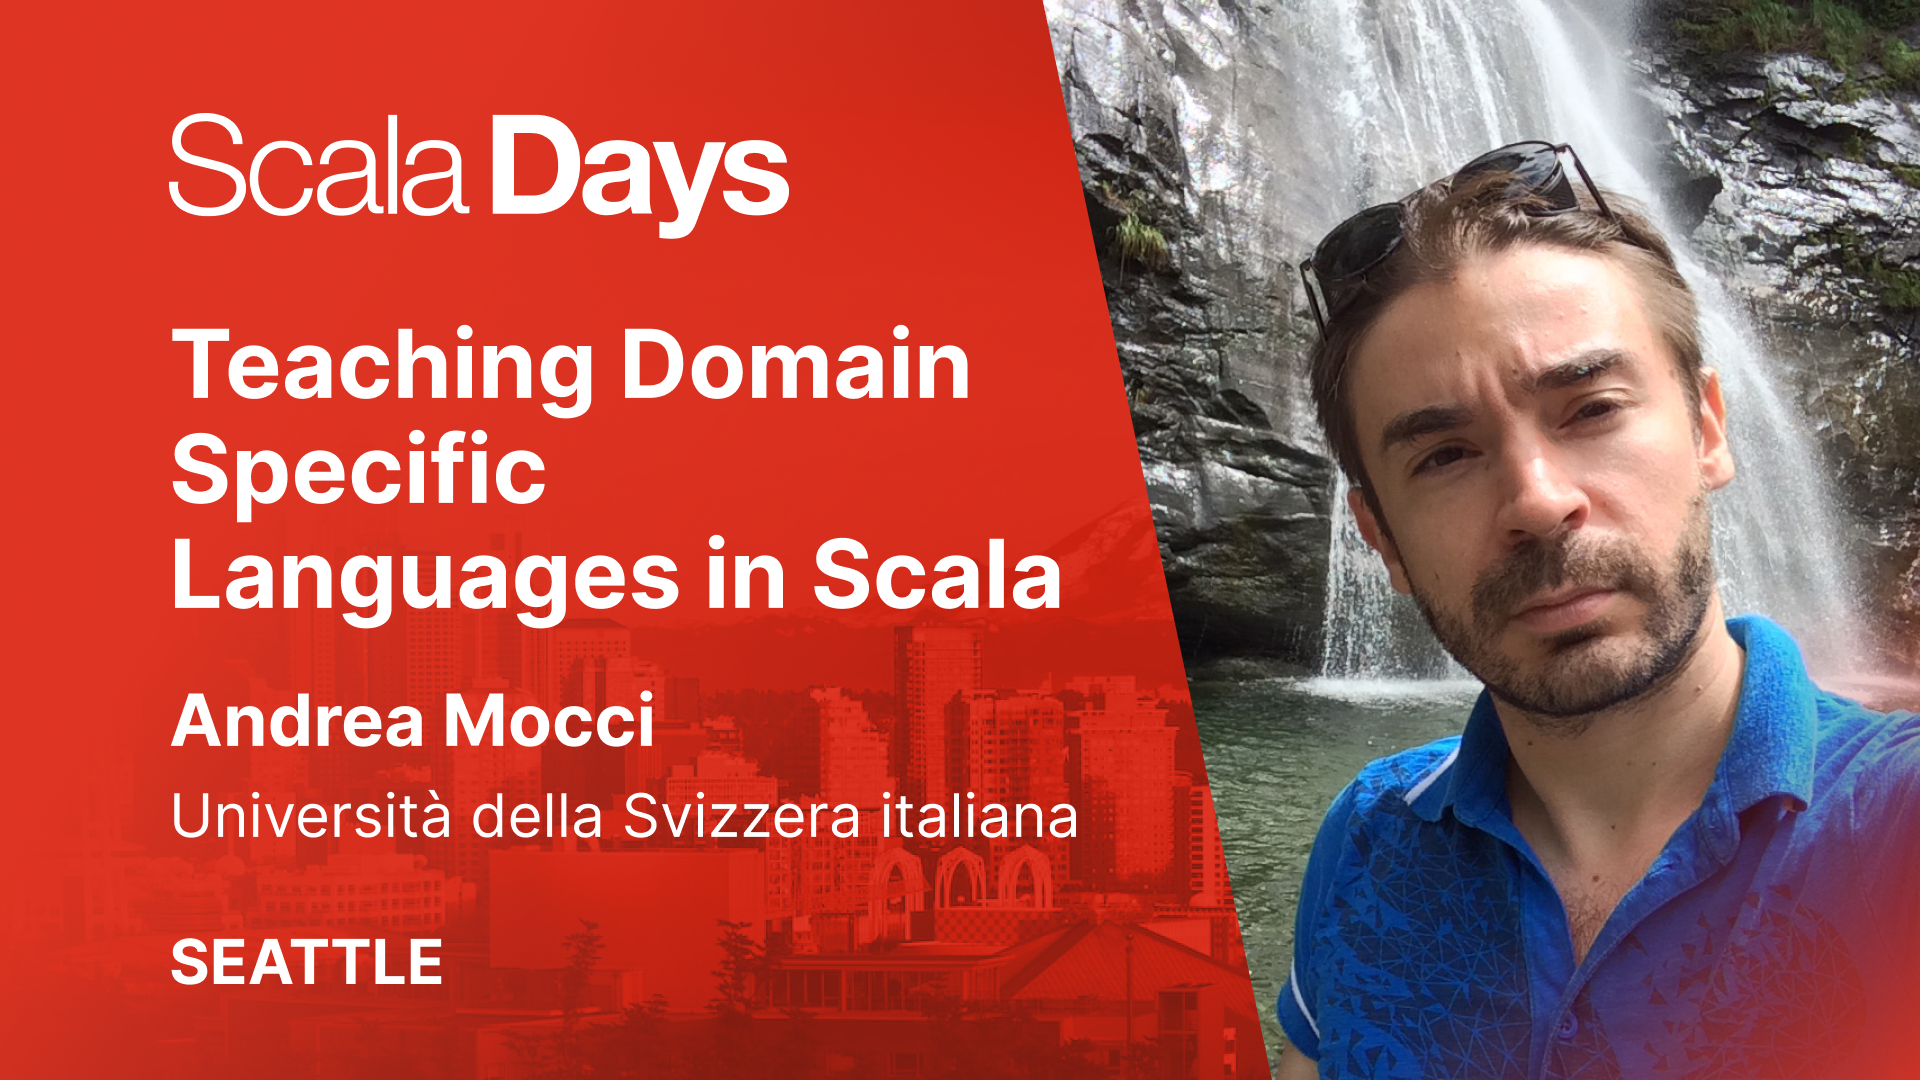 Scala Days
Teaching Domain
Specific
Languages in Scala
Andrea Mocci
Università della Svizzera italiana
SEATTLE